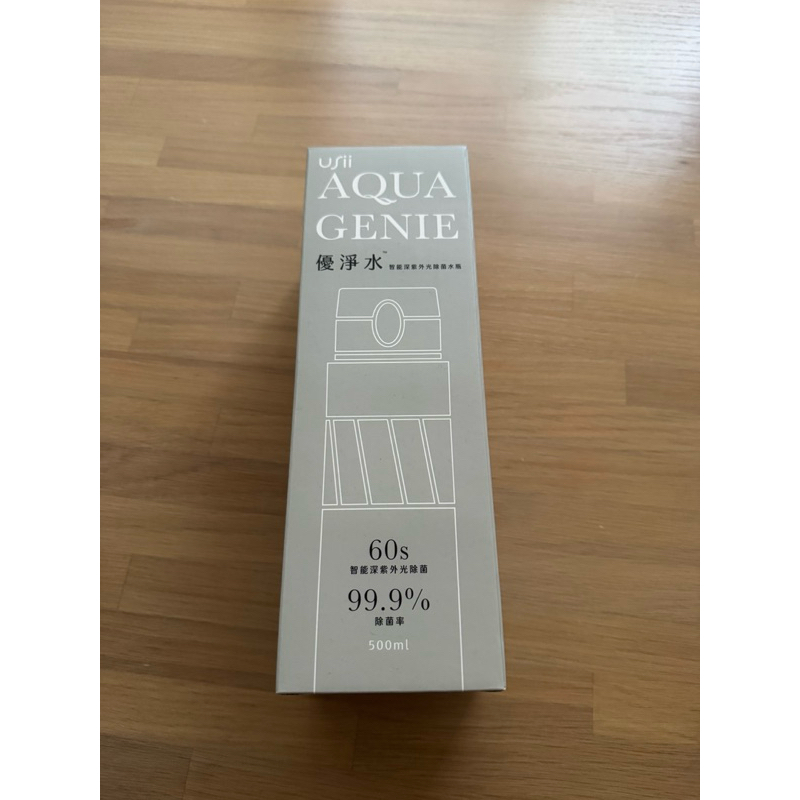 usii
AQUA
GENIE
優淨水™ 智能深紫外光除菌水瓶
60s
智能深紫外光除菌
99.9%
除菌率
500ml